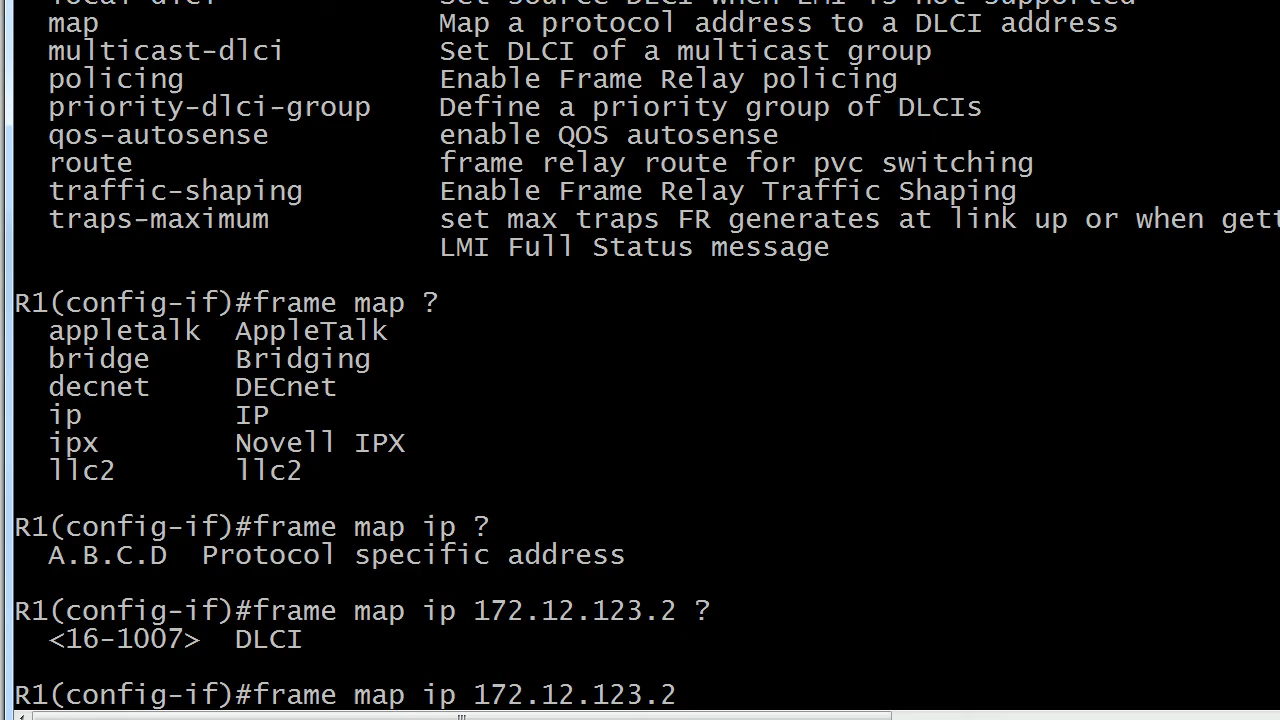 map                    Map a protocol address to a DLCI address
multicast-dlci         Set DLCI of a multicast group
policing               Enable Frame Relay policing
priority-dlci-group    Define a priority group of DLCIs
qos-autosense          enable QOS autosense
route                  frame relay route for pvc switching
traffic-shaping        Enable Frame Relay Traffic Shaping
traps-maximum          set max traps FR generates at link up or when gett
LMI Full Status message
R1(config-if)#frame map ?
appletalk  AppleTalk
bridge     Bridging
decnet     DECnet
ip         IP
ipx        Novell IPX
llc2       llc2
R1(config-if)#frame map ip ?
A.B.C.D  Protocol specific address
R1(config-if)#frame map ip 172.12.123.2 ?
<16-1007>  DLCI
R1(config-if)#frame map ip 172.12.123.2